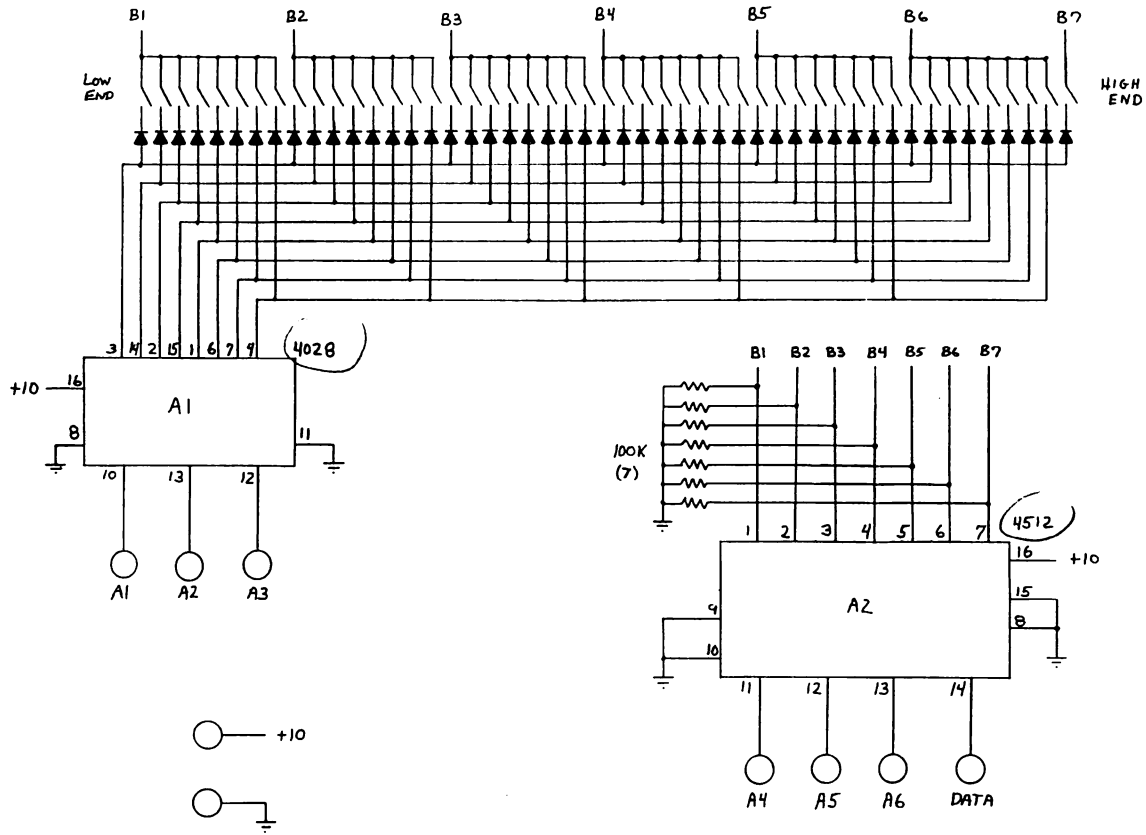 B1 B2 B3 B4 B5 B6 B7
LOW
END
HIGH
END
3 14 2 15 1 6 7 4
4028
+10 16
A1
8 11
10 13 12
A1 A2 A3
B1 B2 B3 B4 B5 B6 B7
100K
(7)
1 2 3 4 5 6 7
4512
16 +10
15
A2
9
8
10
11 12 13 14
A4 A5 A6 DATA
+10